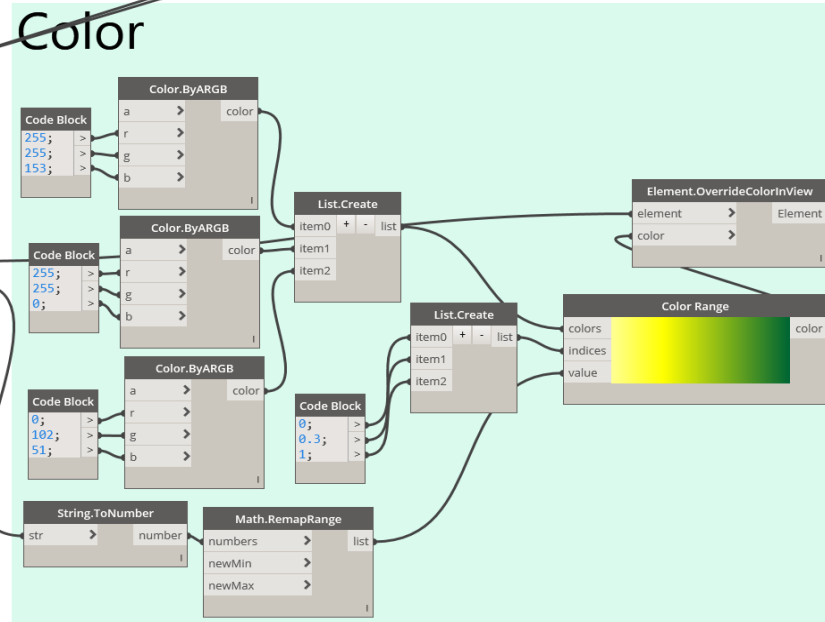 Color
Color.ByARGB
a >
color
r >
g >
b >
Code Block
255; >
255; >
153; >
List.Create
item0 + - list
item1
item2
Element.OverrideColorInView
element > Element
color >
Color.ByARGB
a >
color
r >
g >
b >
Code Block
255; >
255; >
0; >
Color Range
colors color
indices
value
List.Create
item0 + - list
item1
item2
Color.ByARGB
a >
color
r >
g >
b >
Code Block
0; >
102; >
51; >
Code Block
0; >
0.3; >
1; >
String.ToNumber
str > number
Math.RemapRange
numbers > list
newMin >
newMax >